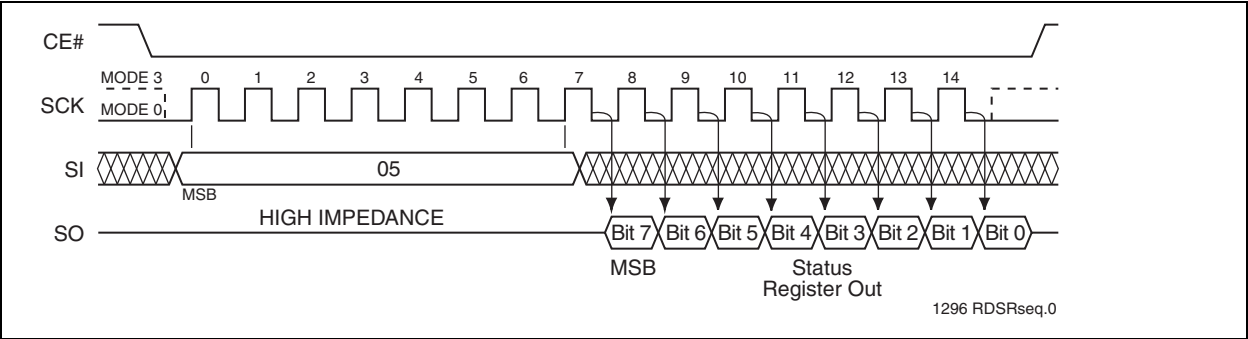 CE#
MODE 3 0 1 2 3 4 5 6 7 8 9 10 11 12 13 14
SCK MODE 0
SI 05
MSB
HIGH IMPEDANCE
SO Bit 7 Bit 6 Bit 5 Bit 4 Bit 3 Bit 2 Bit 1 Bit 0
MSB Status
Register Out
1296 RDSRseq.0